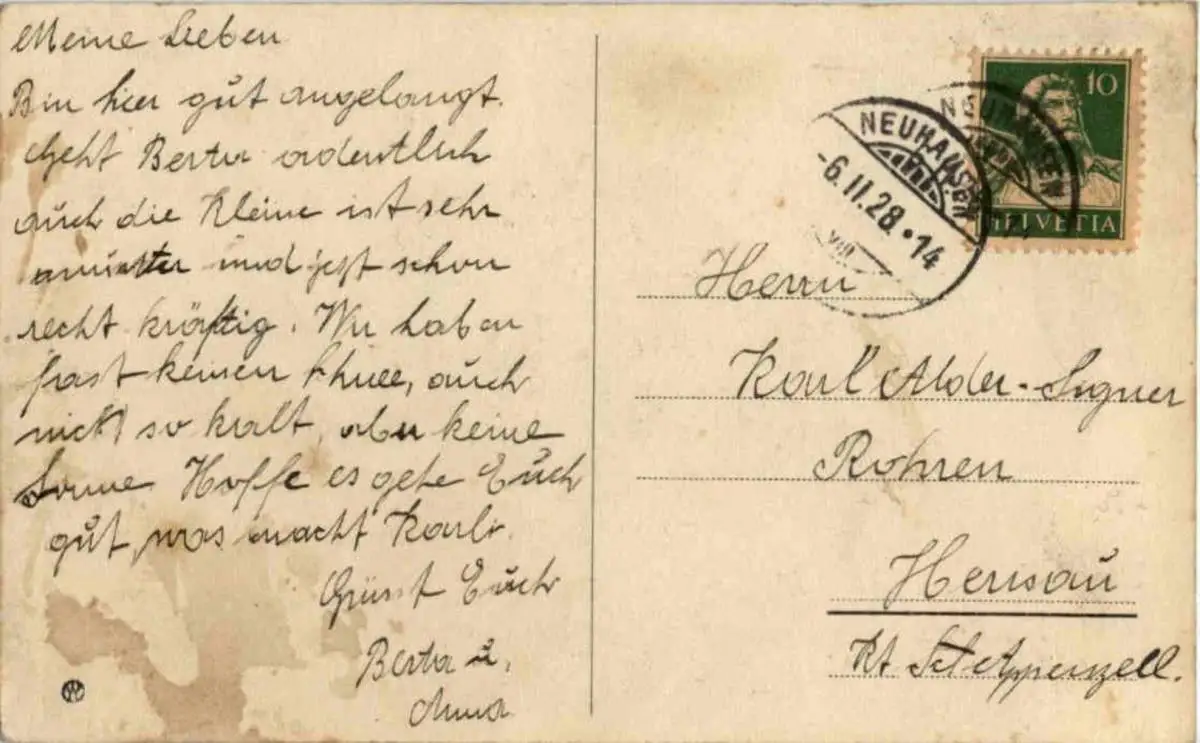 Meine Lieben
Bin hier gut angelangt.
Geht Berta ordentlich
auch die Kleine ist sehr
munter und jetzt schon
recht kräftig. Wir haben
fast keinen Schnee, auch
nicht so kalt, aber keine
Sonne. Hoffe es gehe Euch
gut, was macht Karli.
Grüsst Euch
Berta u.
Anna
10
HELVETIA
NEUHAUSEN
NEUHAUSEN
-6.II.28.14
VIII
Herrn
Karl Alder-Signer
Rohren
Herisau
Kt Appenzell.